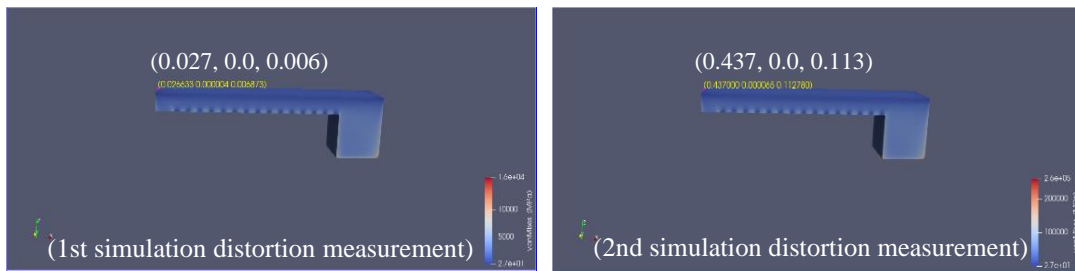 (0.027, 0.0, 0.006)
(0.026633 0.000004 0.006873)
1.6e+04
10000
5000
2.7e+01
vonMises (MPa)
(1st simulation distortion measurement)
(0.437, 0.0, 0.113)
(0.437000 0.000065 0.112780)
2.6e+05
200000
100000
2.7e+01
(2nd simulation distortion measurement)